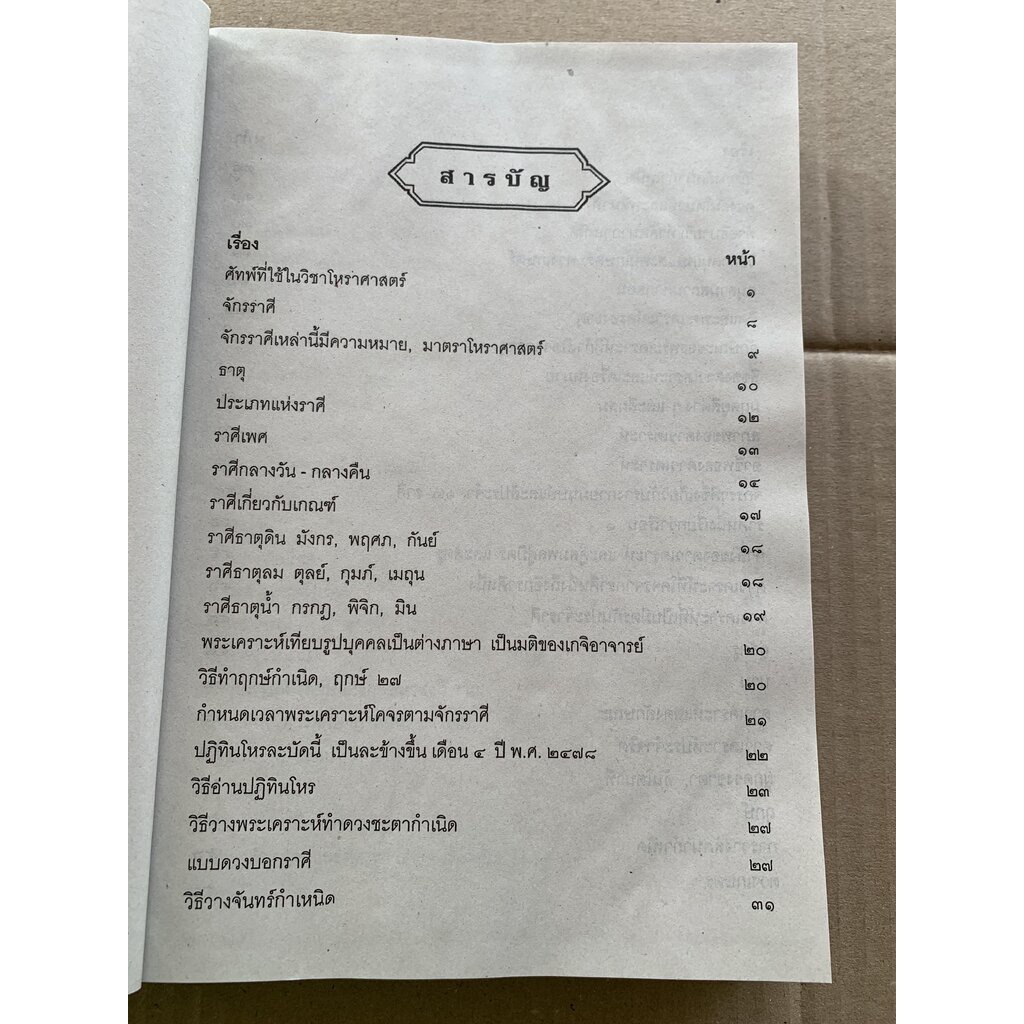 สารบัญ
เรื่อง หน้า
ศัพท์ที่ใช้ในวิชาโหราศาสตร์ ๑
จักรราศี ๘
จักรราศีเหล่านี้มีความหมาย, มาตราโหราศาสตร์ ๙
ธาตุ ๑๐
ประเภทแห่งราศี ๑๒
ราศีเพศ ๑๓
ราศีกลางวัน - กลางคืน ๑๔
ราศีเกี่ยวกับเกณฑ์ ๑๗
ราศีธาตุดิน มังกร, พฤศภ, กันย์ ๑๘
ราศีธาตุลม ตุลย์, กุมภ์, เมถุน ๑๘
ราศีธาตุน้ำ กรกฎ, พิจิก, มิน ๑๙
พระเคราะห์เทียบรูปบุคคลเป็นต่างภาษา เป็นมติของเกจิอาจารย์ ๒๐
วิธีทำฤกษ์กำเนิด, ฤกษ์ ๒๗ ๒๐
กำหนดเวลาพระเคราะห์โคจรตามจักรราศี ๒๑
ปฏิทินโหรละบัดนี้ เป็นละข้างขึ้น เดือน ๔ ปี พ.ศ. ๒๔๗๘ ๒๒
วิธีอ่านปฏิทินโหร ๒๓
วิธีวางพระเคราะห์ทำดวงชะตากำเนิด ๒๗
แบบดวงบอกราศี ๒๗
วิธีวางจันทร์กำเหนิด ๓๑